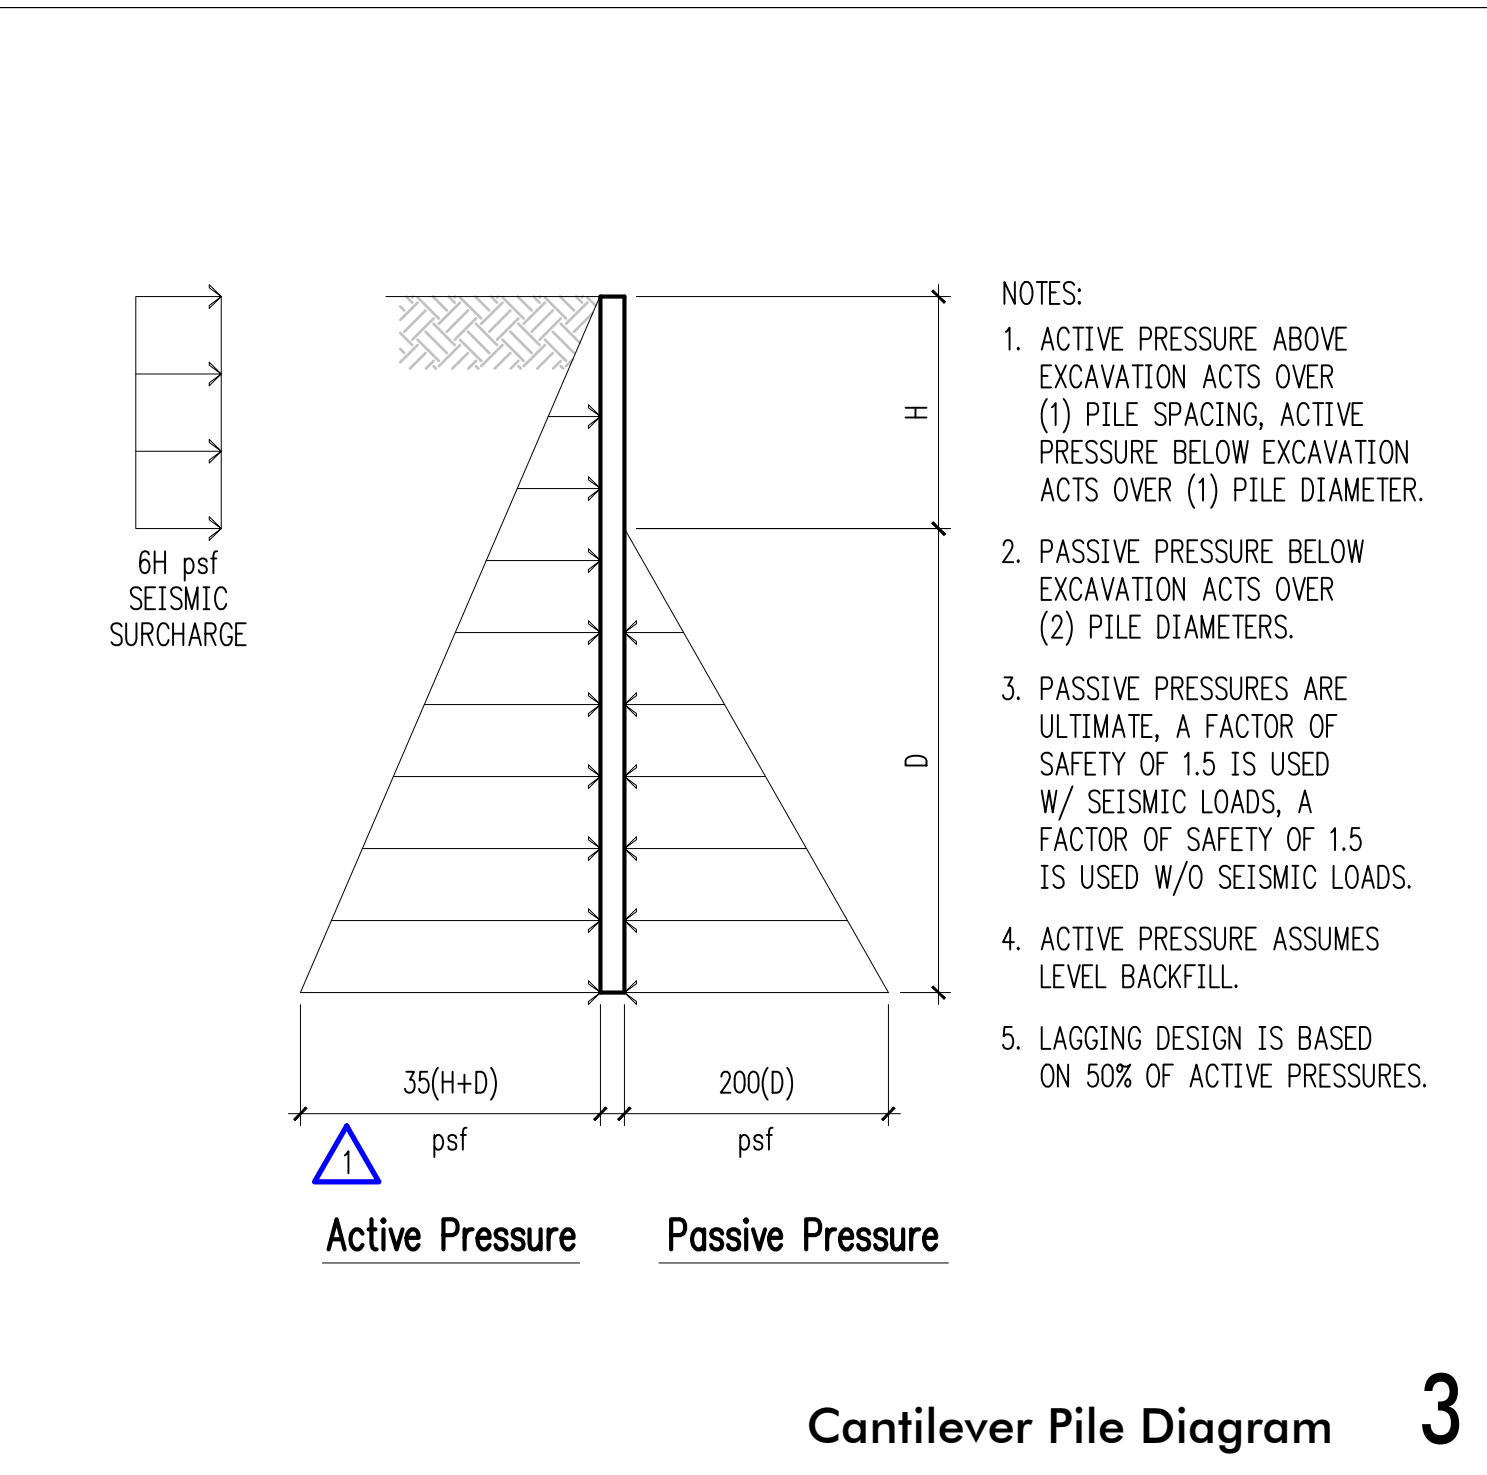 NOTES:
1. ACTIVE PRESSURE ABOVE
EXCAVATION ACTS OVER
(1) PILE SPACING, ACTIVE
PRESSURE BELOW EXCAVATION
ACTS OVER (1) PILE DIAMETER.
2. PASSIVE PRESSURE BELOW
EXCAVATION ACTS OVER
(2) PILE DIAMETERS.
3. PASSIVE PRESSURES ARE
ULTIMATE, A FACTOR OF
SAFETY OF 1.5 IS USED
W/ SEISMIC LOADS, A
FACTOR OF SAFETY OF 1.5
IS USED W/O SEISMIC LOADS.
4. ACTIVE PRESSURE ASSUMES
LEVEL BACKFILL.
5. LAGGING DESIGN IS BASED
ON 50% OF ACTIVE PRESSURES.
H
D
6H psf
SEISMIC
SURCHARGE
35(H+D)
psf
200(D)
psf
1
Active Pressure
Passive Pressure
Cantilever Pile Diagram
3